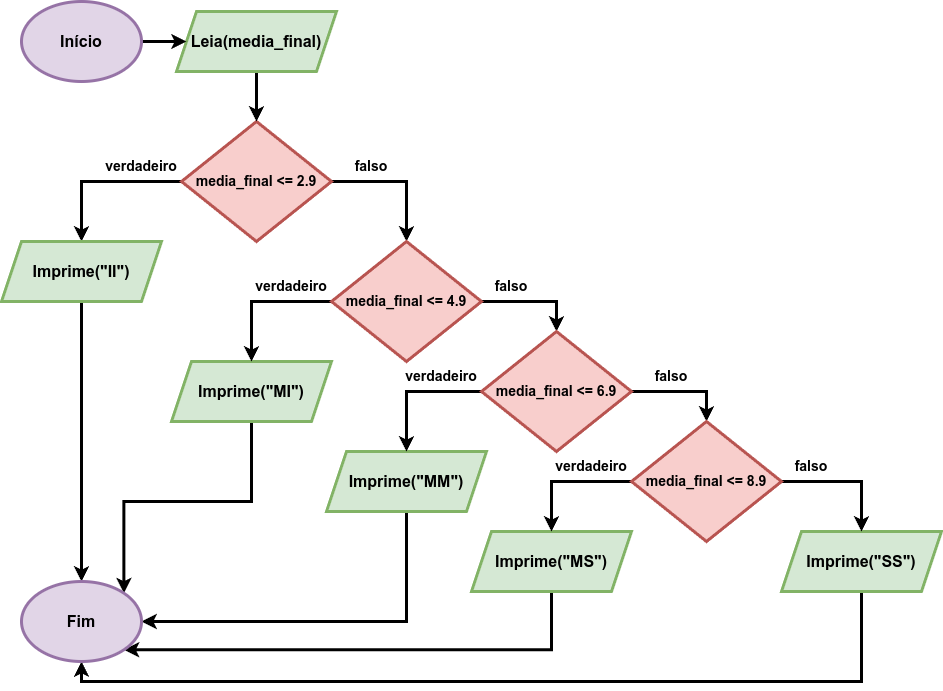 Início
Leia(media_final)
media_final <= 2.9
verdadeiro
falso
Imprime("II")
media_final <= 4.9
verdadeiro
falso
Imprime("MI")
media_final <= 6.9
verdadeiro
falso
Imprime("MM")
media_final <= 8.9
verdadeiro
falso
Imprime("MS")
Imprime("SS")
Fim